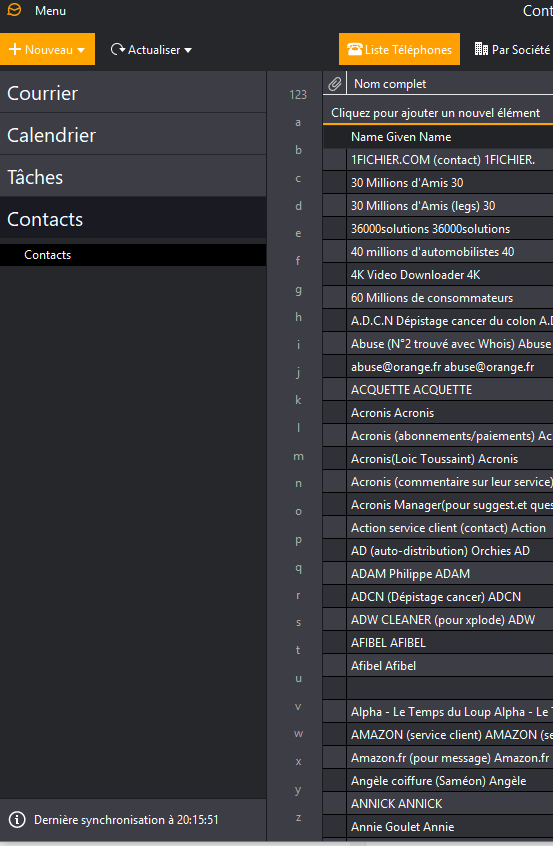 Menu
Cont
Nouveau
Actualiser
Liste Téléphones
Par Société
Courrier
Calendrier
Tâches
Contacts
Contacts
Dernière synchronisation à 20:15:51
123
a
b
c
d
e
f
g
h
i
j
k
l
m
n
o
p
q
r
s
t
u
v
w
x
y
z
Nom complet
Cliquez pour ajouter un nouvel élément
Name Given Name
1FICHIER.COM (contact) 1FICHIER.
30 Millions d'Amis 30
30 Millions d'Amis (legs) 30
36000solutions 36000solutions
40 millions d'automobilistes 40
4K Video Downloader 4K
60 Millions de consommateurs
A.D.C.N Dépistage cancer du colon A.D
Abuse (N°2 trouvé avec Whois) Abuse
abuse@orange.fr abuse@orange.fr
ACQUETTE ACQUETTE
Acronis Acronis
Acronis (abonnements/paiements) Ac
Acronis(Loic Toussaint) Acronis
Acronis (commentaire sur leur service)
Acronis Manager(pour suggest.et ques
Action service client (contact) Action
AD (auto-distribution) Orchies AD
ADAM Philippe ADAM
ADCN (Dépistage cancer) ADCN
ADW CLEANER (pour xplode) ADW
AFIBEL AFIBEL
Afibel Afibel
Alpha - Le Temps du Loup Alpha - Le T
AMAZON (service client) AMAZON (se
Amazon.fr (pour message) Amazon.fr
Angèle coiffure (Saméon) Angèle
ANNICK ANNICK
Annie Goulet Annie